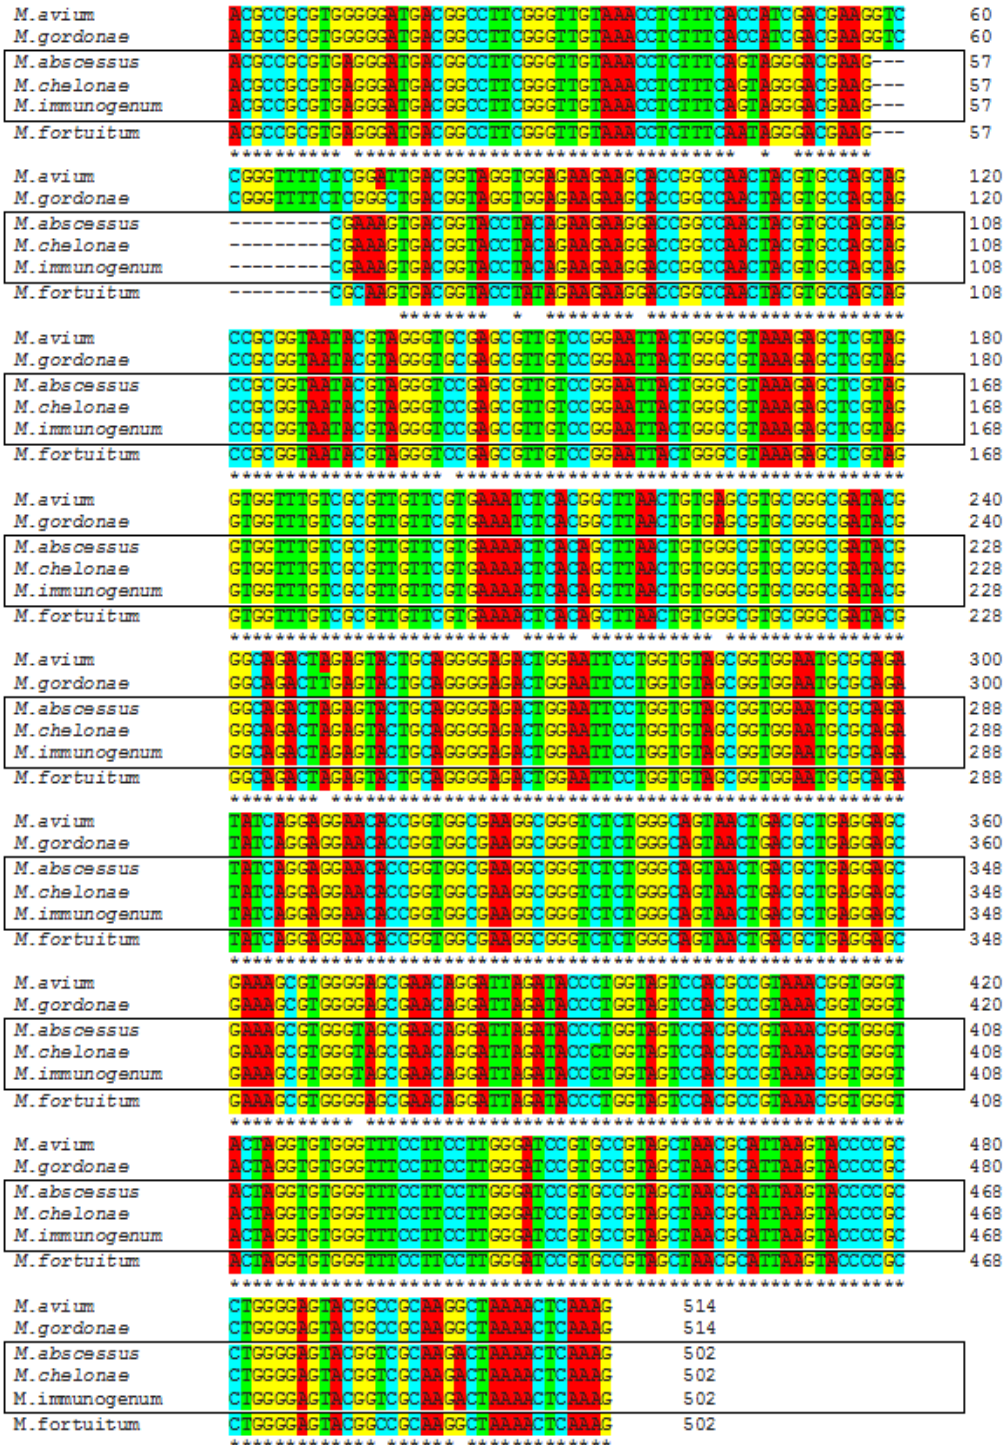 M.avium ACGCCGCGTGGGGGATGACGGCCTTCGGGTTGTAAACCTCTTTCACCATCGACGAAGGTC 60
M.gordonae ACGCCGCGTGGGGGATGACGGCCTTCGGGTTGTAAACCTCTTTCACCATCGACGAAGGTC 60
M.abscessus ACGCCGCGTGAGGGATGACGGCCTTCGGGTTGTAAACCTCTTTCAGTAGGGACGAAG--- 57
M.chelonae ACGCCGCGTGAGGGATGACGGCCTTCGGGTTGTAAACCTCTTTCAGTAGGGACGAAG--- 57
M.immunogenum ACGCCGCGTGAGGGATGACGGCCTTCGGGTTGTAAACCTCTTTCAGTAGGGACGAAG--- 57
M.fortuitum ACGCCGCGTGAGGGATGACGGCCTTCGGGTTGTAAACCTCTTTCAATAGGGACGAAG--- 57
********** **********************************  *  *******
M.avium CGGGTTTTCTCGGATTGACGGTAGGTGGAGAAGAAGCACCGGCCAACTACGTGCCAGCAG 120
M.gordonae CGGGTTTTCTCGGGCTGACGGTAGGTGGAGAAGAAGCACCGGCCAACTACGTGCCAGCAG 120
M.abscessus ---------CGAAAGTGACGGTACCTACAGAAGAAGGACCGGCCAACTACGTGCCAGCAG 108
M.chelonae ---------CGAAAGTGACGGTACCTACAGAAGAAGGACCGGCCAACTACGTGCCAGCAG 108
M.immunogenum ---------CGAAAGTGACGGTACCTACAGAAGAAGGACCGGCCAACTACGTGCCAGCAG 108
M.fortuitum ---------CGCAAGTGACGGTACCTATAGAAGAAGGACCGGCCAACTACGTGCCAGCAG 108
********  *  ******** ***********************
M.avium CCGCGGTAATACGTAGGGTGCGAGCGTTGTCCGGAATTACTGGGCGTAAAGAGCTCGTAG 180
M.gordonae CCGCGGTAATACGTAGGGTGCGAGCGTTGTCCGGAATTACTGGGCGTAAAGAGCTCGTAG 180
M.abscessus CCGCGGTAATACGTAGGGTCCGAGCGTTGTCCGGAATTACTGGGCGTAAAGAGCTCGTAG 168
M.chelonae CCGCGGTAATACGTAGGGTCCGAGCGTTGTCCGGAATTACTGGGCGTAAAGAGCTCGTAG 168
M.immunogenum CCGCGGTAATACGTAGGGTCCGAGCGTTGTCCGGAATTACTGGGCGTAAAGAGCTCGTAG 168
M.fortuitum CCGCGGTAATACGTAGGGTCCGAGCGTTGTCCGGAATTACTGGGCGTAAAGAGCTCGTAG 168
******************* ****************************************
M.avium GTGGTTTGTCGCGTTGTTCGTGAAATCTCACGGCTTAACTGTGAGCGTGCGGGCGATACG 240
M.gordonae GTGGTTTGTCGCGTTGTTCGTGAAATCTCACGGCTTAACTGTGAGCGTGCGGGCGATACG 240
M.abscessus GTGGTTTGTCGCGTTGTTCGTGAAAACTCACAGCTTAACTGTGGGCGTGCGGGCGATACG 228
M.chelonae GTGGTTTGTCGCGTTGTTCGTGAAAACTCACAGCTTAACTGTGGGCGTGCGGGCGATACG 228
M.immunogenum GTGGTTTGTCGCGTTGTTCGTGAAAACTCACAGCTTAACTGTGGGCGTGCGGGCGATACG 228
M.fortuitum GTGGTTTGTCGCGTTGTTCGTGAAAACTCACAGCTTAACTGTGGGCGTGCGGGCGATACG 228
************************* ***** *********** ****************
M.avium GGCAGACTAGAGTACTGCAGGGGAGACTGGAATTCCTGGTGTAGCGGTGGAATGCGCAGA 300
M.gordonae GGCAGACTTGAGTACTGCAGGGGAGACTGGAATTCCTGGTGTAGCGGTGGAATGCGCAGA 300
M.abscessus GGCAGACTAGAGTACTGCAGGGGAGACTGGAATTCCTGGTGTAGCGGTGGAATGCGCAGA 288
M.chelonae GGCAGACTAGAGTACTGCAGGGGAGACTGGAATTCCTGGTGTAGCGGTGGAATGCGCAGA 288
M.immunogenum GGCAGACTAGAGTACTGCAGGGGAGACTGGAATTCCTGGTGTAGCGGTGGAATGCGCAGA 288
M.fortuitum GGCAGACTAGAGTACTGCAGGGGAGACTGGAATTCCTGGTGTAGCGGTGGAATGCGCAGA 288
******** ***************************************************
M.avium TATCAGGAGGAACACCGGTGGCGAAGGCGGGTCTCTGGGCAGTAACTGACGCTGAGGAGC 360
M.gordonae TATCAGGAGGAACACCGGTGGCGAAGGCGGGTCTCTGGGCAGTAACTGACGCTGAGGAGC 360
M.abscessus TATCAGGAGGAACACCGGTGGCGAAGGCGGGTCTCTGGGCAGTAACTGACGCTGAGGAGC 348
M.chelonae TATCAGGAGGAACACCGGTGGCGAAGGCGGGTCTCTGGGCAGTAACTGACGCTGAGGAGC 348
M.immunogenum TATCAGGAGGAACACCGGTGGCGAAGGCGGGTCTCTGGGCAGTAACTGACGCTGAGGAGC 348
M.fortuitum TATCAGGAGGAACACCGGTGGCGAAGGCGGGTCTCTGGGCAGTAACTGACGCTGAGGAGC 348
************************************************************
M.avium GAAAGCGTGGGGAGCGAACAGGATTAGATACCCTGGTAGTCCACGCCGTAAACGGTGGGT 420
M.gordonae GAAAGCGTGGGGAGCGAACAGGATTAGATACCCTGGTAGTCCACGCCGTAAACGGTGGGT 420
M.abscessus GAAAGCGTGGGTAGCGAACAGGATTAGATACCCTGGTAGTCCACGCCGTAAACGGTGGGT 408
M.chelonae GAAAGCGTGGGTAGCGAACAGGATTAGATACCCTGGTAGTCCACGCCGTAAACGGTGGGT 408
M.immunogenum GAAAGCGTGGGTAGCGAACAGGATTAGATACCCTGGTAGTCCACGCCGTAAACGGTGGGT 408
M.fortuitum GAAAGCGTGGGGAGCGAACAGGATTAGATACCCTGGTAGTCCACGCCGTAAACGGTGGGT 408
*********** ************************************************
M.avium ACTAGGTGTGGGTTTCCTTCCTTGGGATCCGTGCCGTAGCTAACGCATTAAGTACCCCGC 480
M.gordonae ACTAGGTGTGGGTTTCCTTCCTTGGGATCCGTGCCGTAGCTAACGCATTAAGTACCCCGC 480
M.abscessus ACTAGGTGTGGGTTTCCTTCCTTGGGATCCGTGCCGTAGCTAACGCATTAAGTACCCCGC 468
M.chelonae ACTAGGTGTGGGTTTCCTTCCTTGGGATCCGTGCCGTAGCTAACGCATTAAGTACCCCGC 468
M.immunogenum ACTAGGTGTGGGTTTCCTTCCTTGGGATCCGTGCCGTAGCTAACGCATTAAGTACCCCGC 468
M.fortuitum ACTAGGTGTGGGTTTCCTTCCTTGGGATCCGTGCCGTAGCTAACGCATTAAGTACCCCGC 468
************************************************************
M.avium CTGGGGAGTACGGCCGCAAGGCTAAAACTCAAAG 514
M.gordonae CTGGGGAGTACGGCCGCAAGGCTAAAACTCAAAG 514
M.abscessus CTGGGGAGTACGGTCGCAAGACTAAAACTCAAAG 502
M.chelonae CTGGGGAGTACGGTCGCAAGACTAAAACTCAAAG 502
M.immunogenum CTGGGGAGTACGGTCGCAAGACTAAAACTCAAAG 502
M.fortuitum CTGGGGAGTACGGCCGCAAGGCTAAAACTCAAAG 502
************* ****** *************